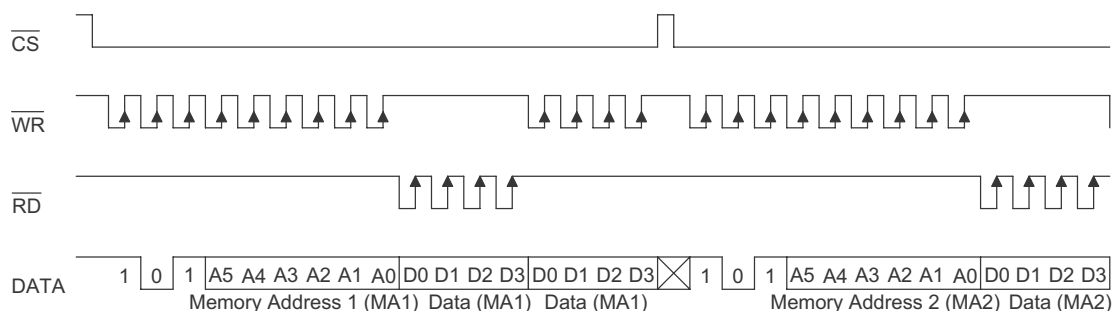 CS
WR
RD
DATA 1 0 1 A5 A4 A3 A2 A1 A0 D0 D1 D2 D3 D0 D1 D2 D3 1 0 1 A5 A4 A3 A2 A1 A0 D0 D1 D2 D3
Memory Address 1 (MA1) Data (MA1) Data (MA1) Memory Address 2 (MA2) Data (MA2)